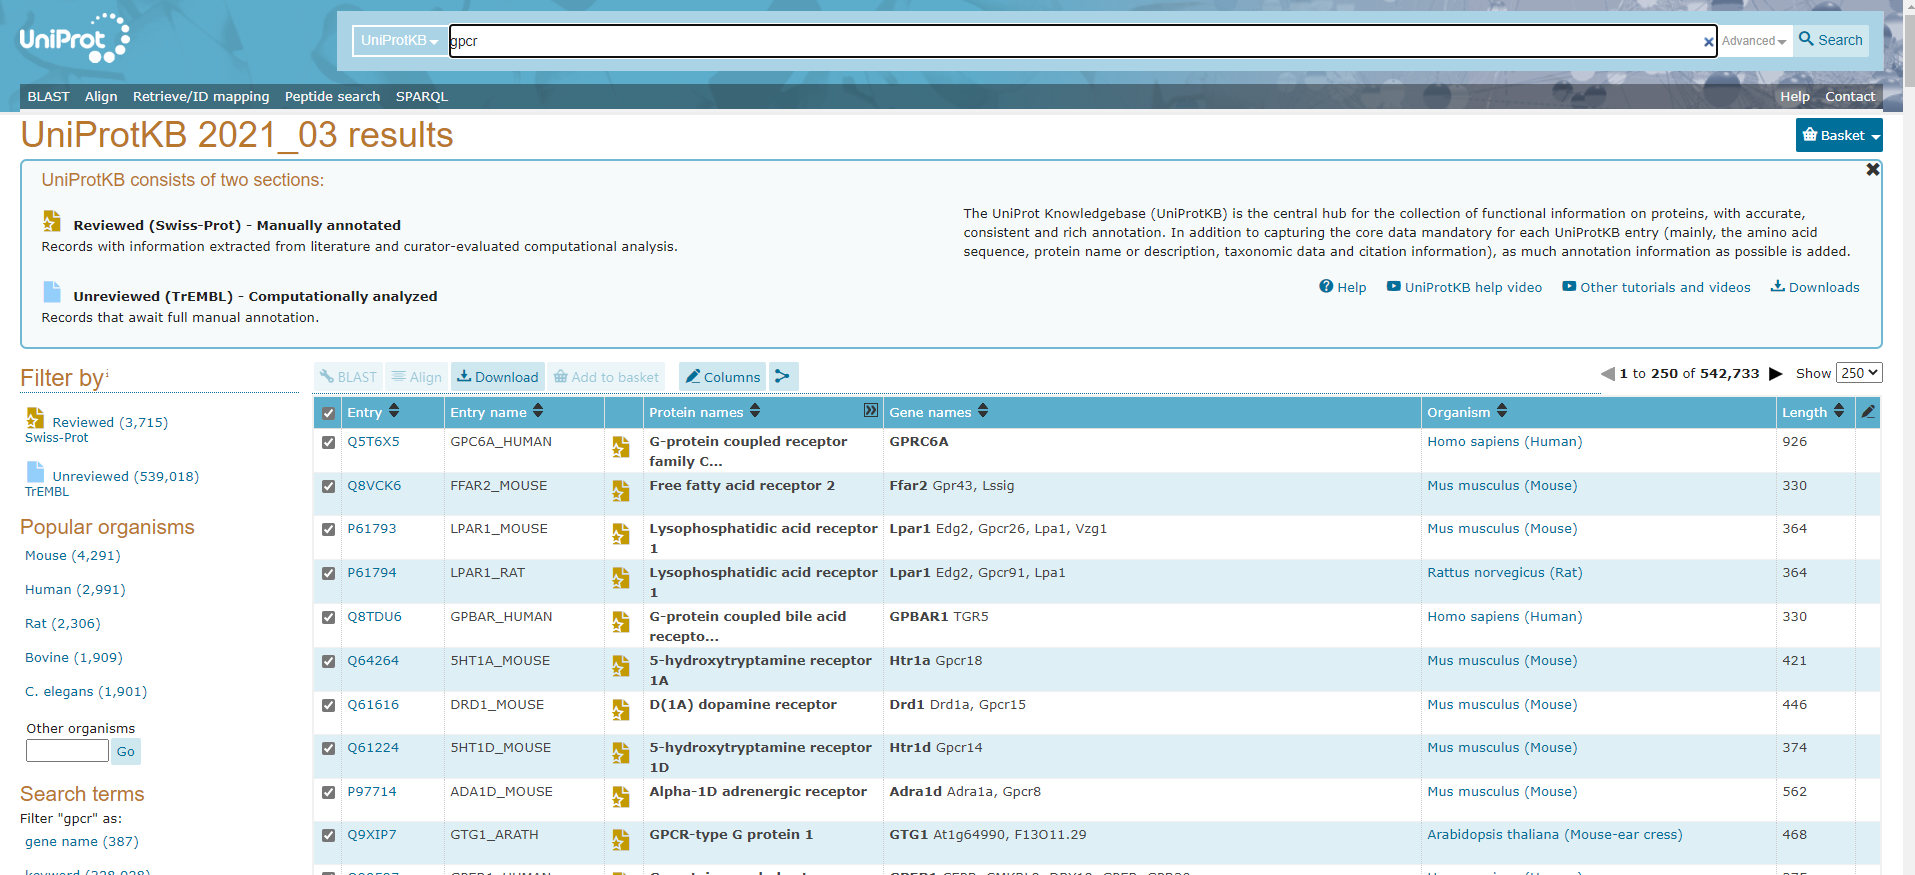 UniProt
UniProtKB
gpcr
Advanced
Search
BLAST Align Retrieve/ID mapping Peptide search SPARQL
Help Contact
UniProtKB 2021_03 results
Basket
UniProtKB consists of two sections:
Reviewed (Swiss-Prot) - Manually annotated
Records with information extracted from literature and curator-evaluated computational analysis.
Unreviewed (TrEMBL) - Computationally analyzed
Records that await full manual annotation.
The UniProt Knowledgebase (UniProtKB) is the central hub for the collection of functional information on proteins, with accurate,
consistent and rich annotation. In addition to capturing the core data mandatory for each UniProtKB entry (mainly, the amino acid
sequence, protein name or description, taxonomic data and citation information), as much annotation information as possible is added.
Help UniProtKB help video Other tutorials and videos Downloads
Filter by i
Reviewed (3,715)
Swiss-Prot
Unreviewed (539,018)
TrEMBL
Popular organisms
Mouse (4,291)
Human (2,991)
Rat (2,306)
Bovine (1,909)
C. elegans (1,901)
Other organisms
Go
Search terms
Filter "gpcr" as:
gene name (387)
BLAST Align Download Add to basket Columns
1 to 250 of 542,733 Show 250
Entry Entry name Protein names Gene names Organism Length
Q5T6X5 GPC6A_HUMAN G-protein coupled receptor GPRC6A Homo sapiens (Human) 926
family C...
Q8VCK6 FFAR2_MOUSE Free fatty acid receptor 2 Ffar2 Gpr43, Lssig Mus musculus (Mouse) 330
P61793 LPAR1_MOUSE Lysophosphatidic acid receptor Lpar1 Edg2, Gpcr26, Lpa1, Vzg1 Mus musculus (Mouse) 364
1
P61794 LPAR1_RAT Lysophosphatidic acid receptor Lpar1 Edg2, Gpcr91, Lpa1 Rattus norvegicus (Rat) 364
1
Q8TDU6 GPBAR_HUMAN G-protein coupled bile acid GPBAR1 TGR5 Homo sapiens (Human) 330
recepto...
Q64264 5HT1A_MOUSE 5-hydroxytryptamine receptor Htr1a Gpcr18 Mus musculus (Mouse) 421
1A
Q61616 DRD1_MOUSE D(1A) dopamine receptor Drd1 Drd1a, Gpcr15 Mus musculus (Mouse) 446
Q61224 5HT1D_MOUSE 5-hydroxytryptamine receptor Htr1d Gpcr14 Mus musculus (Mouse) 374
1D
P97714 ADA1D_MOUSE Alpha-1D adrenergic receptor Adra1d Adra1a, Gpcr8 Mus musculus (Mouse) 562
Q9XIP7 GTG1_ARATH GPCR-type G protein 1 GTG1 At1g64990, F13O11.29 Arabidopsis thaliana (Mouse-ear cress) 468